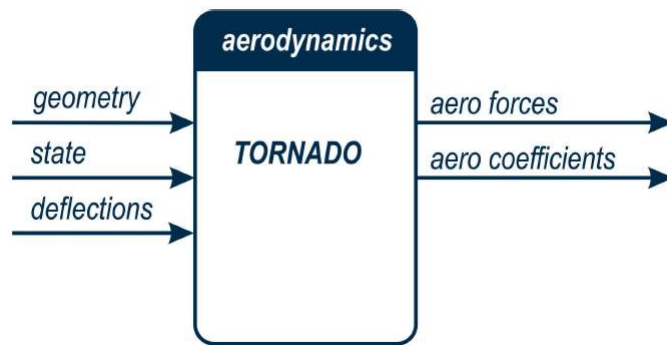 aerodynamics
geometry
state
deflections
TORNADO
aero forces
aero coefficients